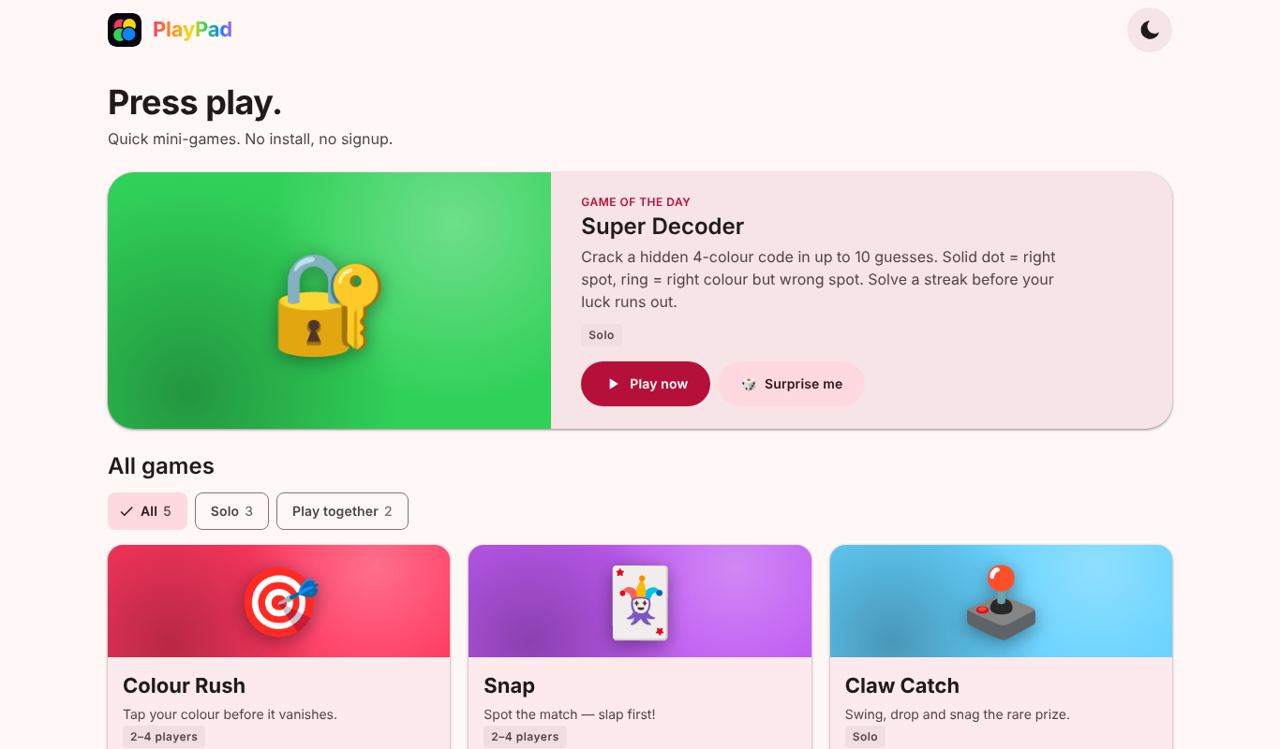 PlayPad
Press play.
Quick mini-games. No install, no signup.
GAME OF THE DAY
Super Decoder
Crack a hidden 4-colour code in up to 10 guesses. Solid dot = right
spot, ring = right colour but wrong spot. Solve a streak before your
luck runs out.
Solo
Play now
Surprise me
All games
All 5
Solo 3
Play together 2
Colour Rush
Tap your colour before it vanishes.
2–4 players
Snap
Spot the match — slap first!
2–4 players
Claw Catch
Swing, drop and snag the rare prize.
Solo